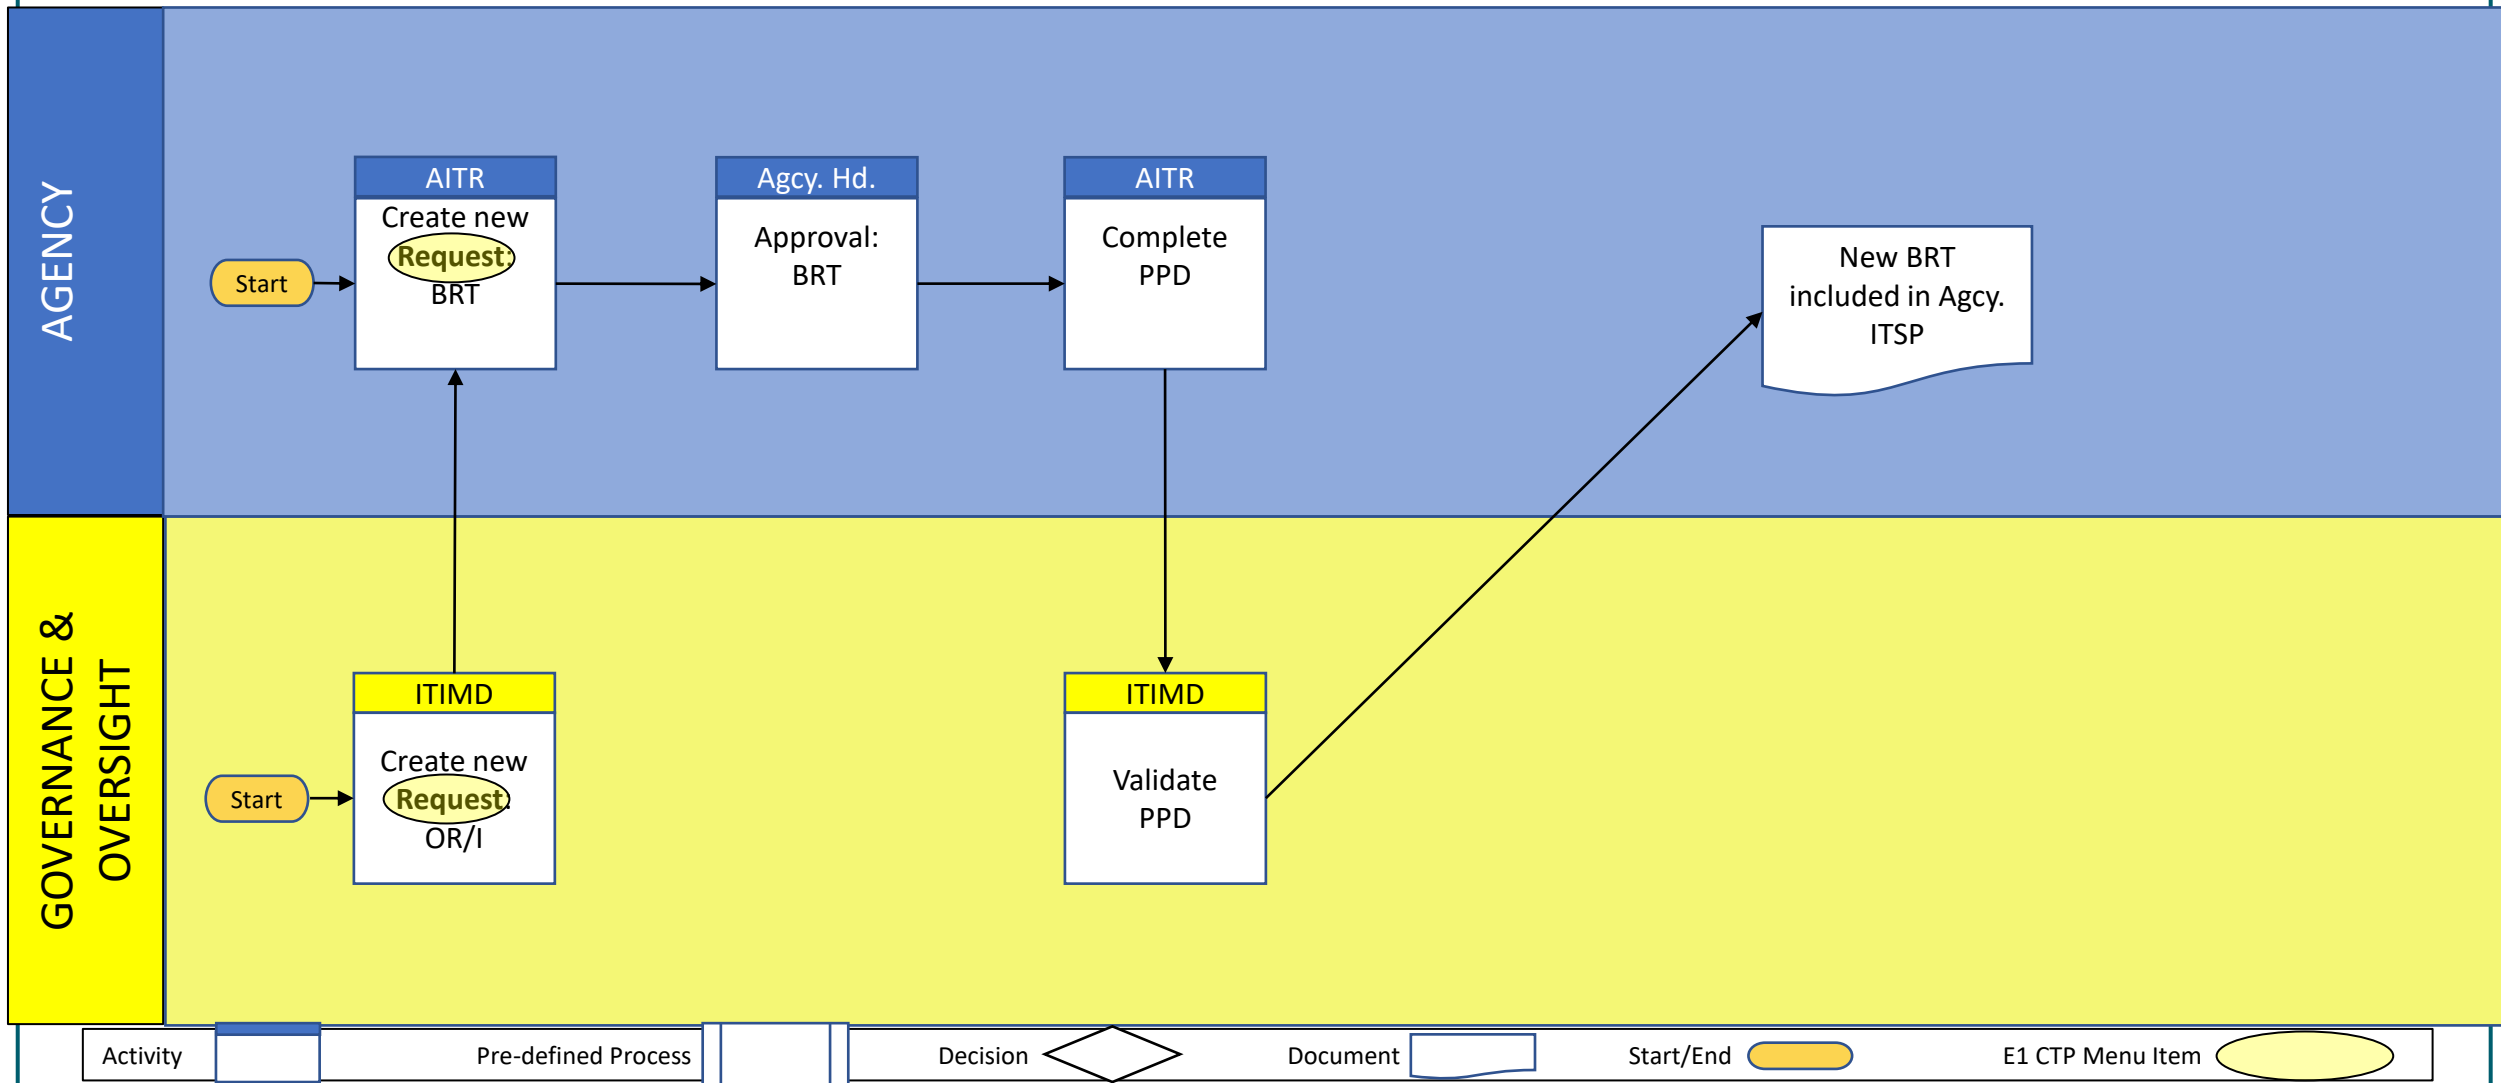 AGENCY
AITR
Create new
Request:
BRT
Agcy. Hd.
Approval:
BRT
AITR
Complete
PPD
Start
New BRT
included in Agcy.
ITSP
GOVERNANCE &
OVERSIGHT
ITIMD
Create new
Request:
OR/I
Start
ITIMD
Validate
PPD
Activity
Pre-defined Process
Decision
Document
Start/End
E1 CTP Menu Item